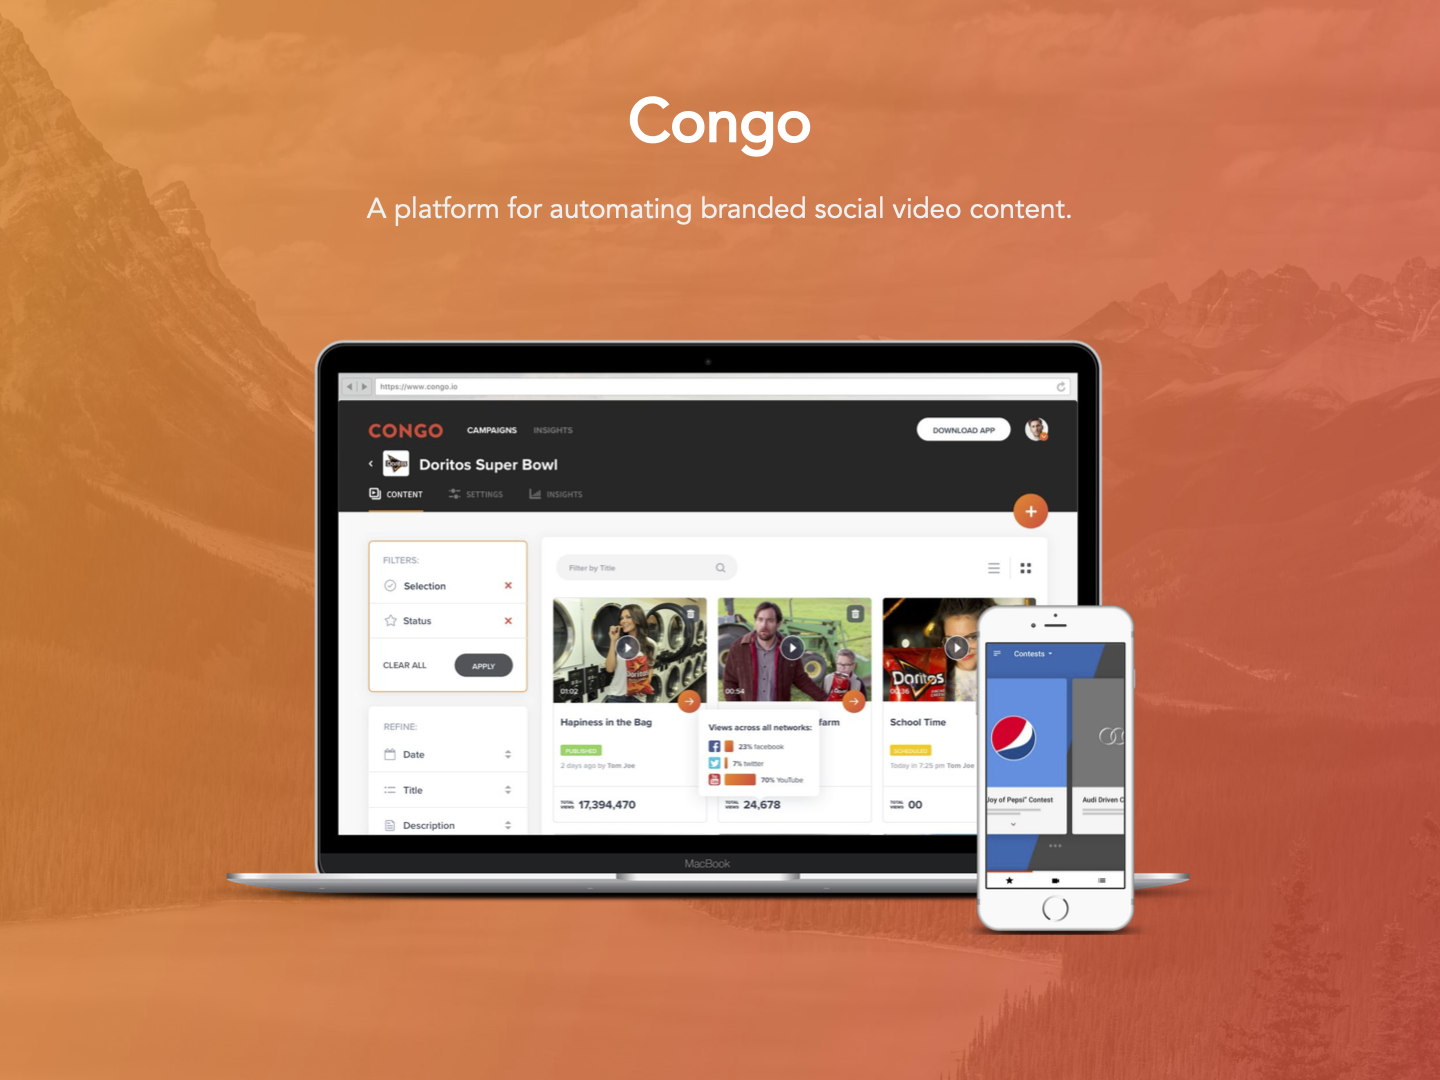 Congo
A platform for automating branded social video content.
https://www.congo.io
CONGO CAMPAIGNS INSIGHTS DOWNLOAD APP
Doritos Super Bowl
CONTENT SETTINGS INSIGHTS
+
FILTERS:
Selection
Status
CLEAR ALL APPLY
REFINE:
Date
Title
Description
Filter by Title
01:02
Doritos
Hapiness in the Bag
PUBLISHED
2 days ago by Tom Joe
TOTAL VIEWS 17,394,470
00:54
farm
Views across all networks:
23% facebook
7% twitter
70% YouTube
TOTAL VIEWS 24,678
Doritos
00:36
School Time
SCHEDULED
Today in 7:25 pm Tom Joe
TOTAL VIEWS 00
MacBook
Contests
Joy of Pepsi" Contest
Audi Driven C